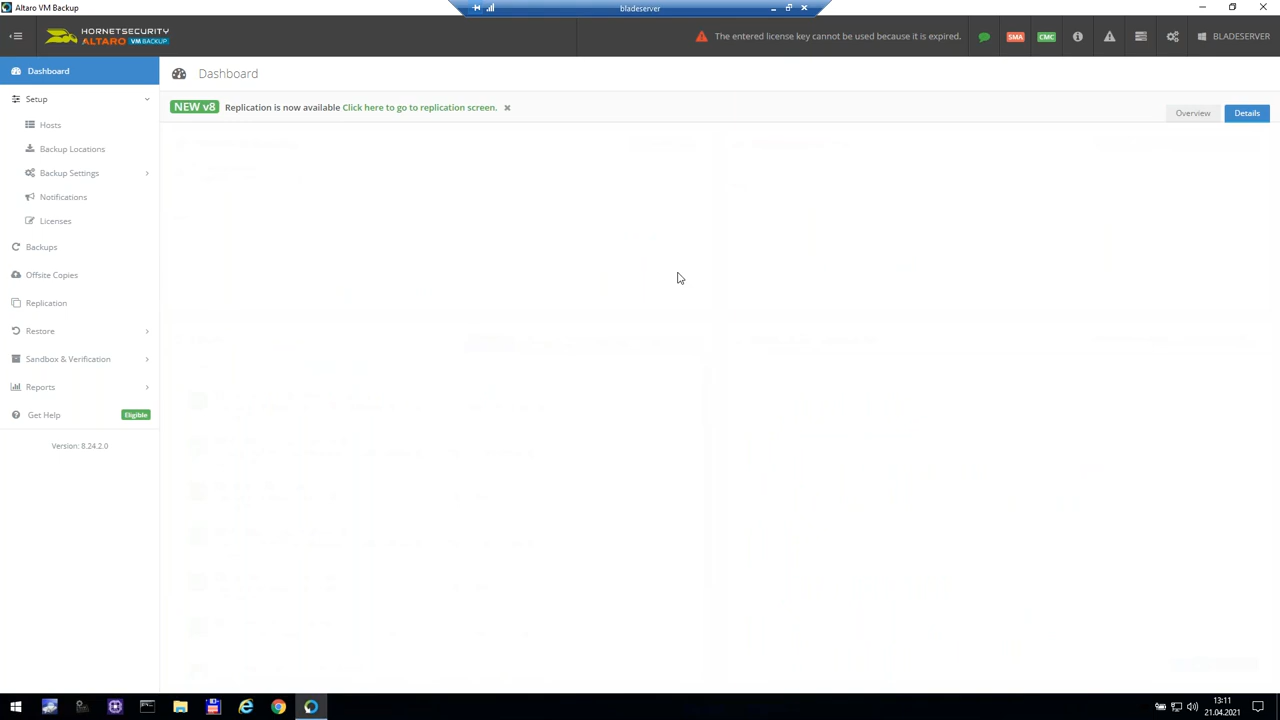 Altaro VM Backup
bladeserver
HORNETSECURITY
ALTARO VM BACKUP
The entered license key cannot be used because it is expired.
SMA
CMC
BLADESERVER
Dashboard
Dashboard
Setup
NEW v8 Replication is now available Click here to go to replication screen.
Overview
Details
Hosts
Backup Locations
Backup Settings
Notifications
Licenses
Backups
Offsite Copies
Replication
Restore
Sandbox & Verification
Reports
Get Help
Eligible
Version: 8.24.2.0
13:11
21.04.2021